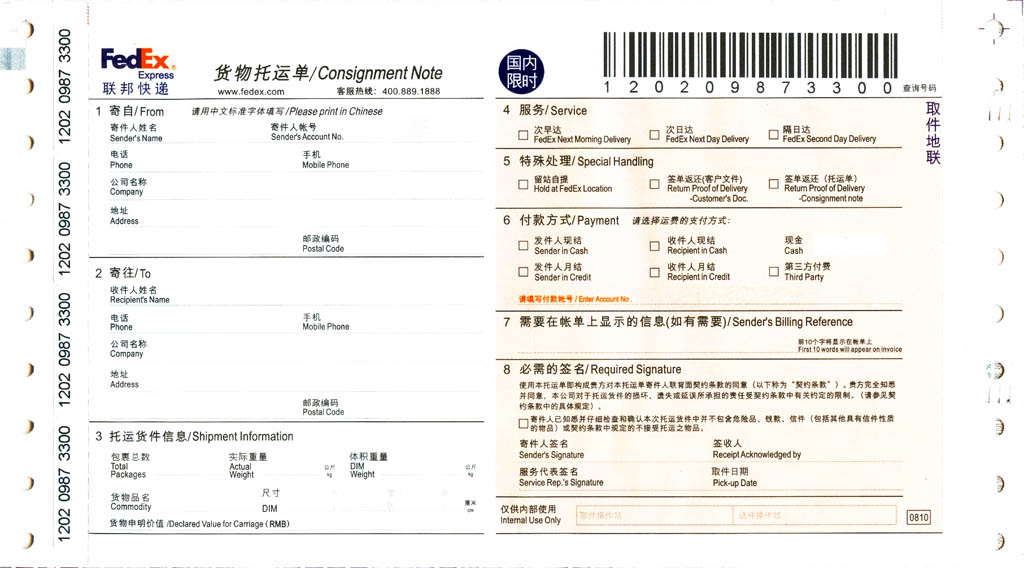 1202 0987 3300
1202 0987 3300
1202 0987 3300
1202 0987 3300
FedEx®
Express
联邦快递
货物托运单/Consignment Note
www.fedex.com 客服热线: 400.889.1888
1 寄自/From 请用中文标准字体填写/Please print in Chinese
寄件人姓名 寄件人帐号
Sender's Name Sender's Account No.
电话 手机
Phone Mobile Phone
公司名称
Company
地址
Address
邮政编码
Postal Code
2 寄往/To
收件人姓名
Recipient's Name
电话 手机
Phone Mobile Phone
公司名称
Company
地址
Address
邮政编码
Postal Code
3 托运货件信息/Shipment Information
包裹总数 实际重量 体积重量
Total Actual 公斤 DIM 公斤
Packages Weight kg Weight kg
货物品名 尺寸
Commodity DIM 厘米
cm
货物申明价值 /Declared Value for Carriage (RMB)
国内
限时
120209873300 查询号码
取件地联
4 服务/ Service
次早达 次日达 隔日达
FedEx Next Morning Delivery FedEx Next Day Delivery FedEx Second Day Delivery
5 特殊处理/ Special Handling
留站自提 签单返还(客户文件) 签单返还（托运单）
Hold at FedEx Location Return Proof of Delivery Return Proof of Delivery
-Customer's Doc. -Consignment note
6 付款方式/ Payment 请选择运费的支付方式:
发件人现结 收件人现结 现金
Sender in Cash Recipient in Cash Cash
发件人月结 收件人月结 第三方付费
Sender in Credit Recipient in Credit Third Party
请填写付款帐号/ Enter Account No .
7 需要在帐单上显示的信息(如有需要)/ Sender's Billing Reference
前10个字将显示在帐单上
First 10 words will appear on invoice
8 必需的签名/ Required Signature
使用本托运单即构成贵方对本托运单寄件人联背面契约条款的同意（以下称为“契约条款”）。贵方完全知悉
并同意，本公司对于托运货件的损坏、遗失或延误所承担的责任受契约条款中有关约定的限制。（请参见契
约条款中的具体规定）。
寄件人已知悉并仔细检查和确认本次托运货件中并不包含危险品、钱款、信件（包括其他具有信件性质
的物品）或契约条款中规定的不接受托运之物品。
寄件人签名 签收人
Sender's Signature Receipt Acknowledged by
服务代表签名 取件日期
Service Rep.'s Signature Pick-up Date
仅供内部使用 取件操作站 送件操作站
Internal Use Only 0810